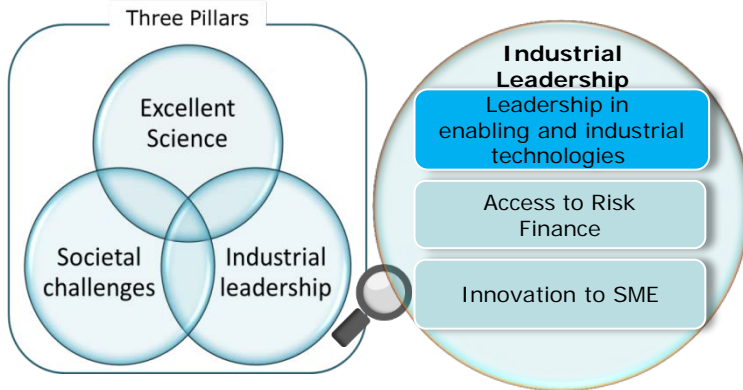 Three Pillars
Excellent
Science
Societal
challenges
Industrial
leadership
Industrial
Leadership
Leadership in
enabling and industrial
technologies
Access to Risk
Finance
Innovation to SME